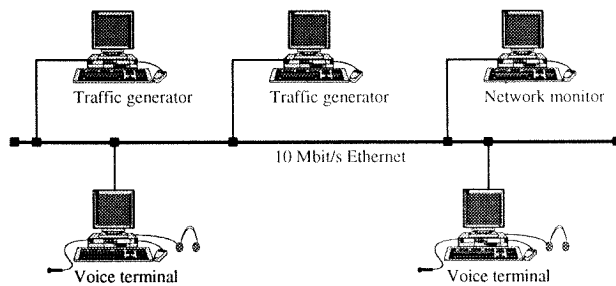 Traffic generator
Traffic generator
Network monitor
10 Mbit/s Ethernet
Voice terminal
Voice terminal